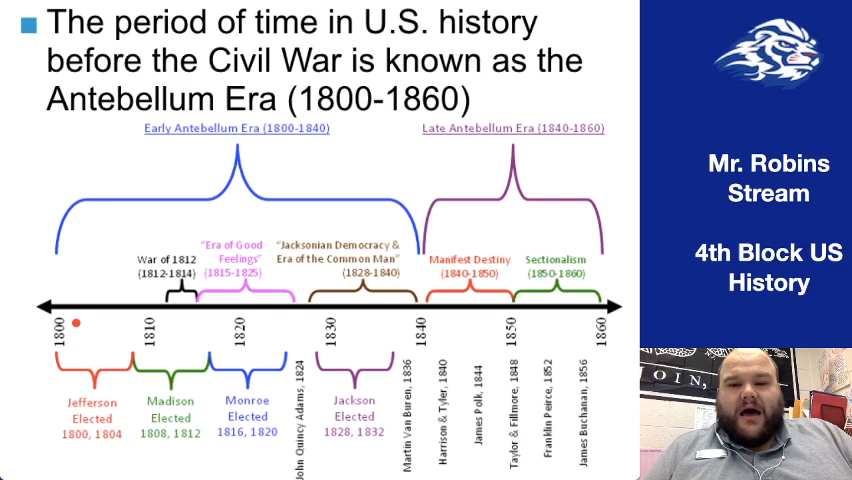 The period of time in U.S. history
before the Civil War is known as the
Antebellum Era (1800-1860)
Early Antebellum Era (1800-1840)
Late Antebellum Era (1840-1860)
War of 1812
(1812-1814)
“Era of Good
Feelings”
(1815-1825)
“Jacksonian Democracy &
Era of the Common Man”
(1828-1840)
Manifest Destiny
(1840-1850)
Sectionalism
(1850-1860)
1800
1810
1820
1830
1840
1850
1860
Jefferson
Elected
1800, 1804
Madison
Elected
1808, 1812
Monroe
Elected
1816, 1820
John Quincy Adams, 1824
Jackson
Elected
1828, 1832
Martin Van Buren, 1836
Harrison & Tyler, 1840
James Polk, 1844
Taylor & Fillmore, 1848
Franklin Peirce, 1852
James Buchanan, 1856
Mr. Robins
Stream
4th Block US
History
JOIN,